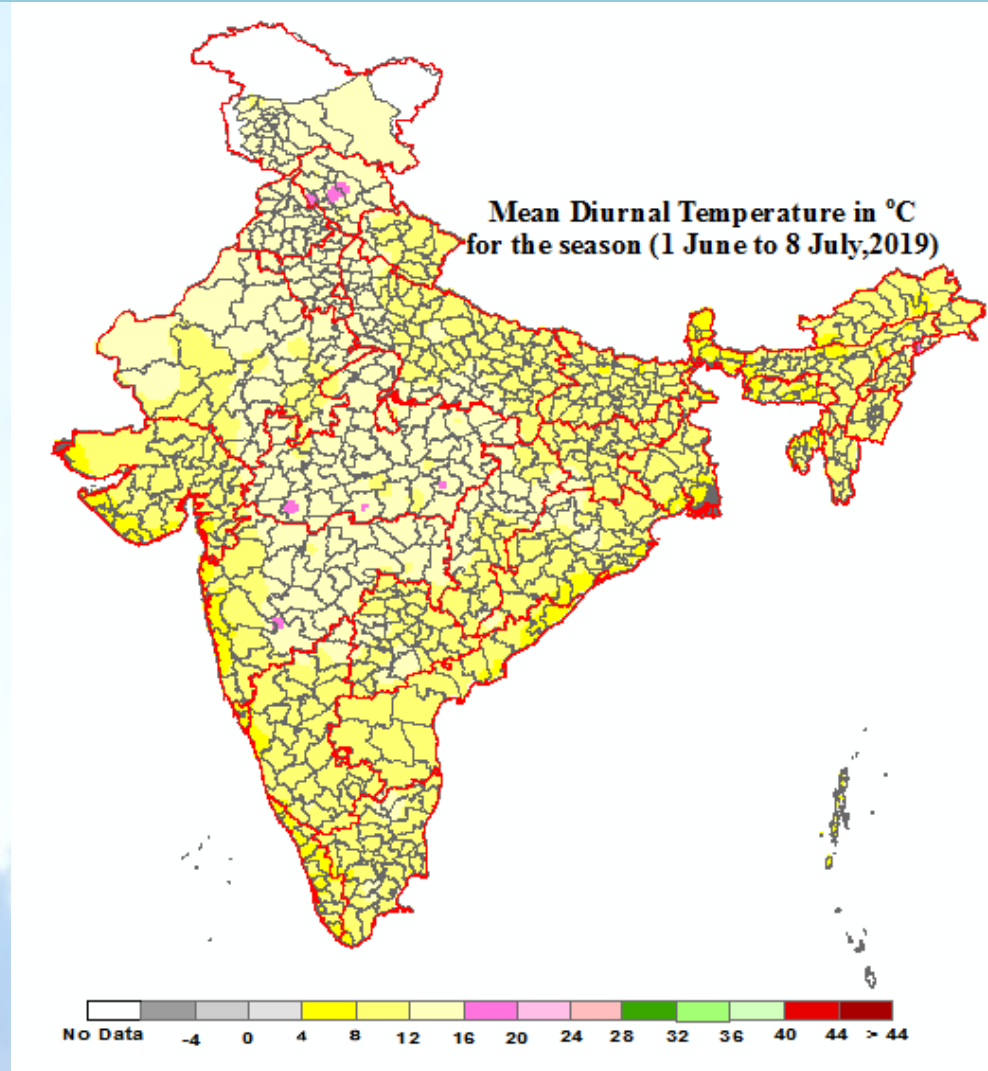 Mean Diurnal Temperature in °C
for the season (1 June to 8 July,2019)
No Data -4 0 4 8 12 16 20 24 28 32 36 40 44 > 44